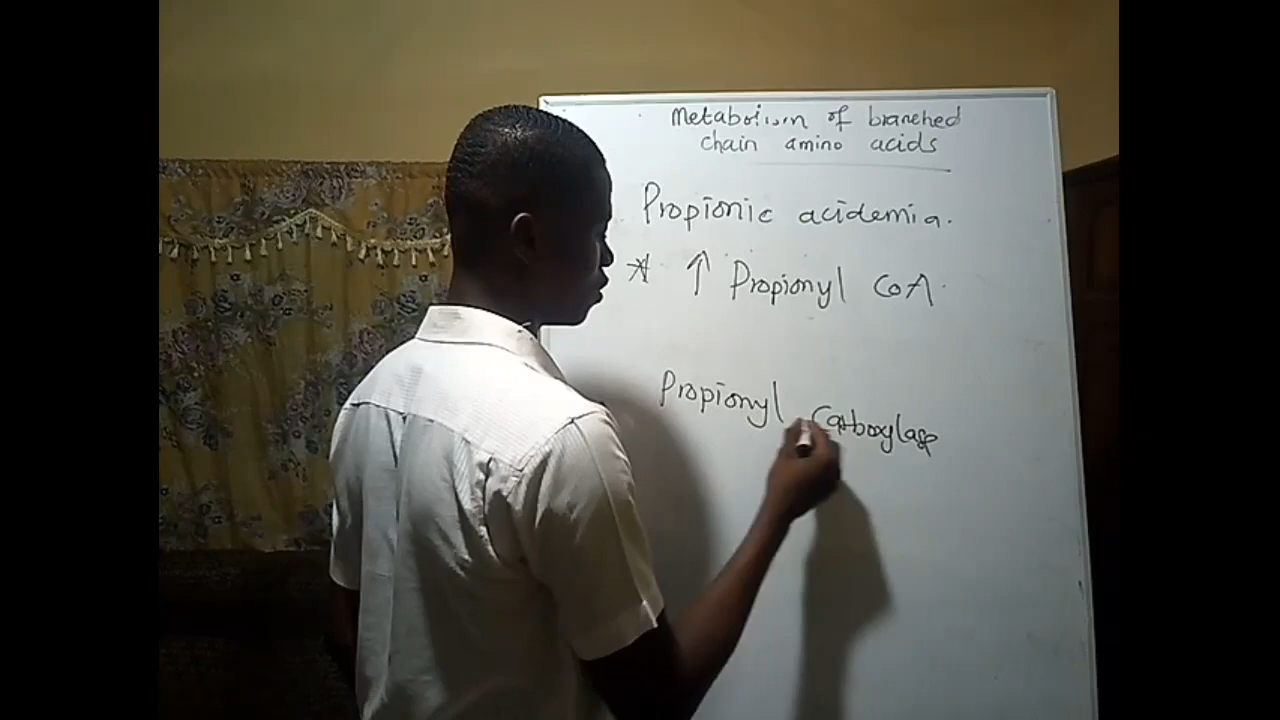 Metabolism of branched
chain amino acids
Propionic acidemia.
* ↑ Propionyl CoA.
Propionyl Carboxylase